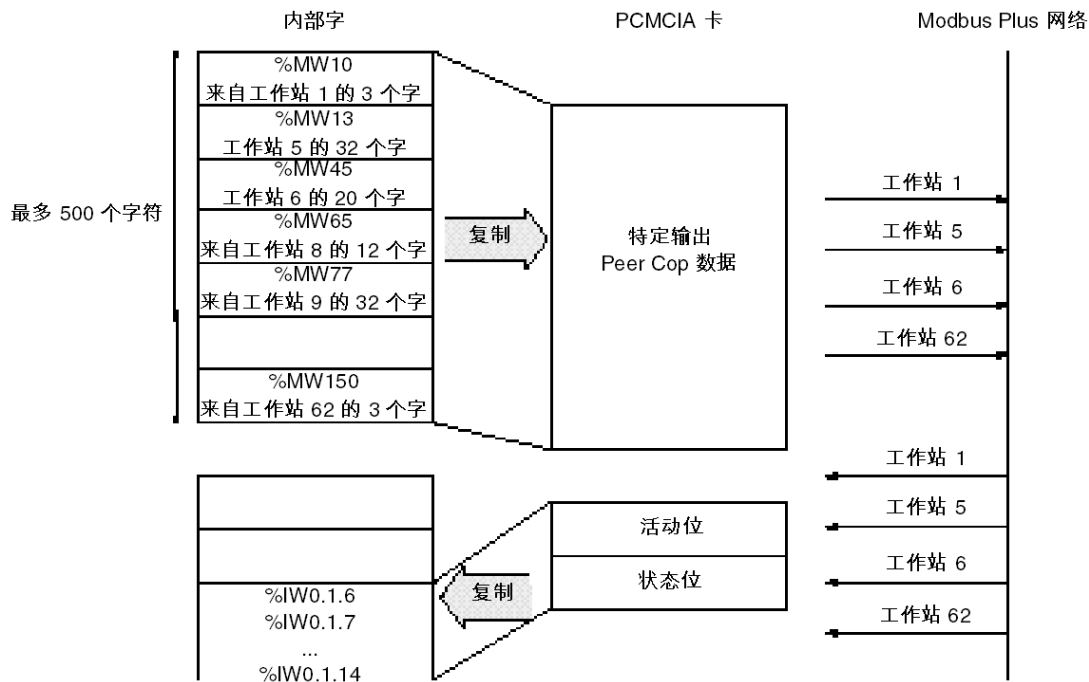 内部字
PCMCIA 卡
Modbus Plus 网络
%MW10
来自工作站 1 的 3 个字
%MW13
工作站 5 的 32 个字
%MW45
工作站 6 的 20 个字
%MW65
来自工作站 8 的 12 个字
%MW77
来自工作站 9 的 32 个字
%MW150
来自工作站 62 的 3 个字
最多 500 个字符
复制
特定输出
Peer Cop 数据
工作站 1
工作站 5
工作站 6
工作站 62
%IW0.1.6
%IW0.1.7
...
%IW0.1.14
复制
活动位
状态位
工作站 1
工作站 5
工作站 6
工作站 62